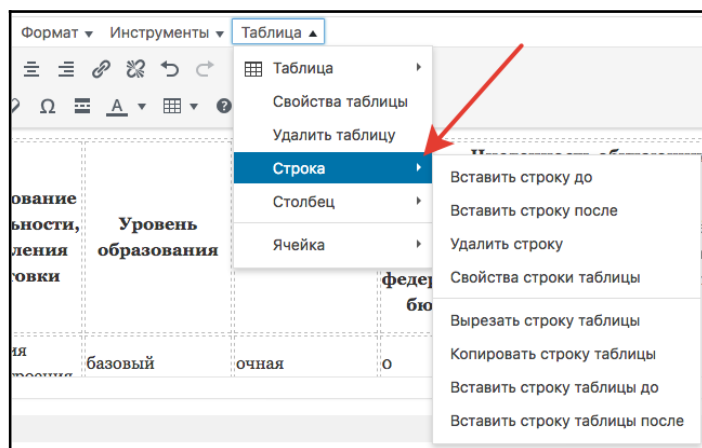 Формат Инструменты Таблица
Таблица
Свойства таблицы
Удалить таблицу
Строка
Столбец
Ячейка
Вставить строку до
Вставить строку после
Удалить строку
Свойства строки таблицы
Вырезать строку таблицы
Копировать строку таблицы
Вставить строку таблицы до
Вставить строку таблицы после
Ω A
Уровень
образования
базовый очная о